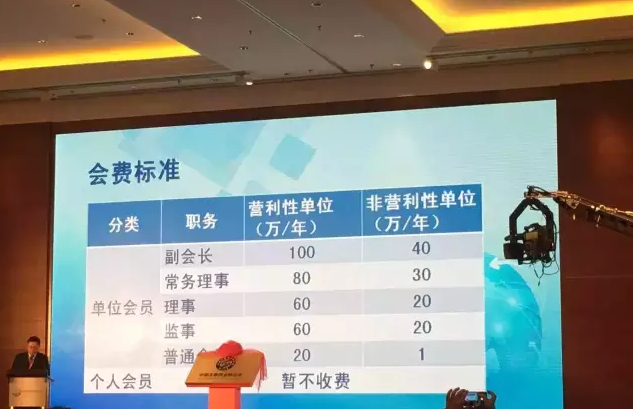 会费标准
分类 职务 营利性单位（万/年） 非营利性单位（万/年）
单位会员 副会长 100 40
常务理事 80 30
理事 60 20
监事 60 20
普通 20 1
个人会员 暂不收费